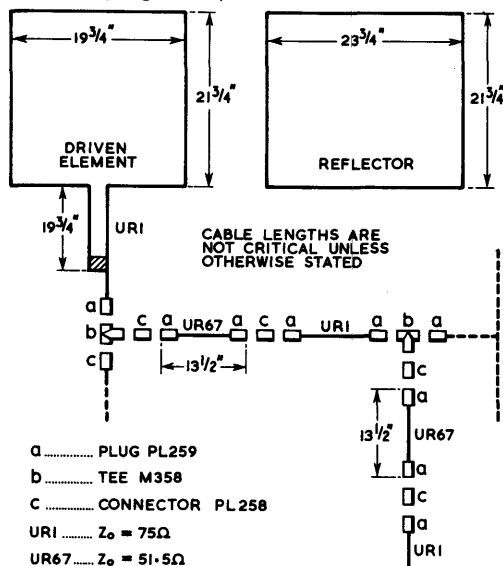 19¾"
23¾"
21¾"
21¾"
DRIVEN
ELEMENT
REFLECTOR
19¾"
UR1
CABLE LENGTHS ARE
NOT CRITICAL UNLESS
OTHERWISE STATED
a
b
c
c
a
UR67
a
c
a
UR1
a
b
a
13½"
c
a
13½"
UR67
a
c
a
UR1
a ............... PLUG PL259
b ............... TEE M358
c ............... CONNECTOR PL258
UR1 ........ Zo = 75Ω
UR67 ...... Zo = 51·5Ω